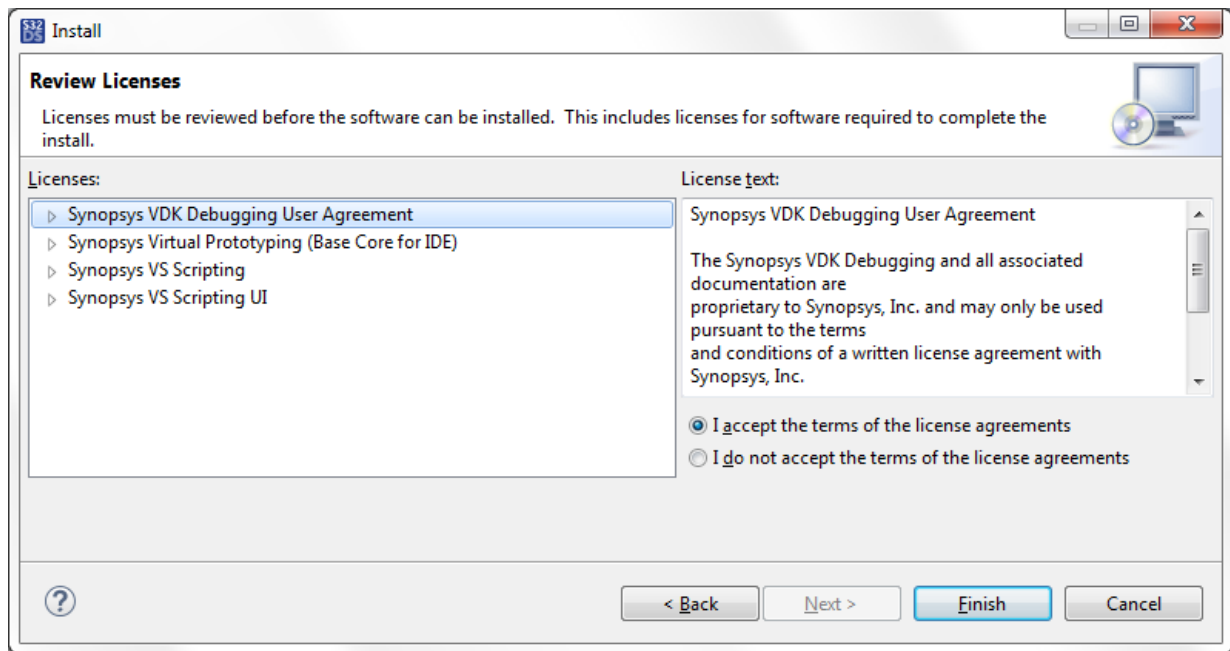 S32
DS
Install
Review Licenses
Licenses must be reviewed before the software can be installed.  This includes licenses for software required to complete the
install.
Licenses:
Synopsys VDK Debugging User Agreement
Synopsys Virtual Prototyping (Base Core for IDE)
Synopsys VS Scripting
Synopsys VS Scripting UI
License text:
Synopsys VDK Debugging User Agreement
The Synopsys VDK Debugging and all associated
documentation are
proprietary to Synopsys, Inc. and may only be used
pursuant to the terms
and conditions of a written license agreement with
Synopsys, Inc.
I accept the terms of the license agreements
I do not accept the terms of the license agreements
?
< Back
Next >
Finish
Cancel